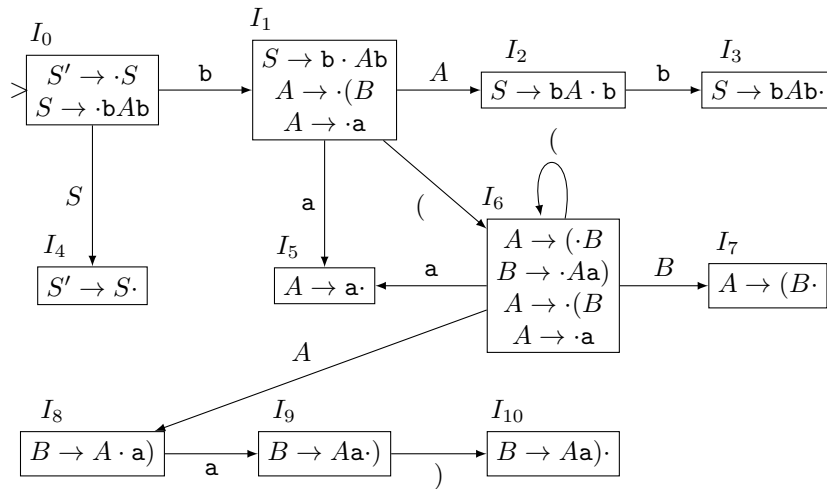 I₀
> S′ → ·S
S → ·bAb
b
I₁
S → b · Ab
A → ·(B
A → ·a
A
I₂
S → bA · b
b
I₃
S → bAb·
S
a
(
(
I₄
S′ → S·
I₅
A → a·
a
I₆
A → (·B
B → ·Aa)
A → ·(B
A → ·a
B
I₇
A → (B·
A
I₈
B → A · a)
a
I₉
B → Aa·)
)
I₁₀
B → Aa)·